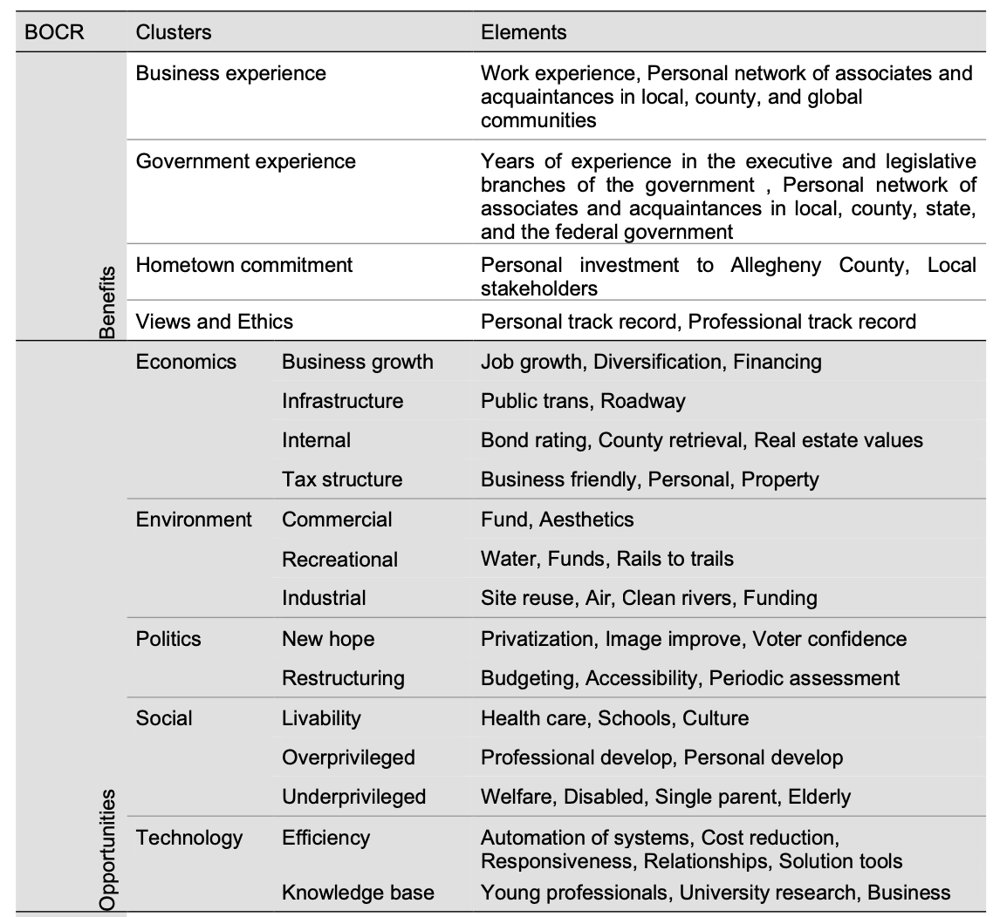 BOCR Clusters Elements
Benefits
Business experience Work experience, Personal network of associates and
acquaintances in local, county, and global
communities
Government experience Years of experience in the executive and legislative
branches of the government , Personal network of
associates and acquaintances in local, county, state,
and the federal government
Hometown commitment Personal investment to Allegheny County, Local
stakeholders
Views and Ethics Personal track record, Professional track record
Opportunities
Economics Business growth Job growth, Diversification, Financing
Infrastructure Public trans, Roadway
Internal Bond rating, County retrieval, Real estate values
Tax structure Business friendly, Personal, Property
Environment Commercial Fund, Aesthetics
Recreational Water, Funds, Rails to trails
Industrial Site reuse, Air, Clean rivers, Funding
Politics New hope Privatization, Image improve, Voter confidence
Restructuring Budgeting, Accessibility, Periodic assessment
Social Livability Health care, Schools, Culture
Overprivileged Professional develop, Personal develop
Underprivileged Welfare, Disabled, Single parent, Elderly
Technology Efficiency Automation of systems, Cost reduction,
Responsiveness, Relationships, Solution tools
Knowledge base Young professionals, University research, Business